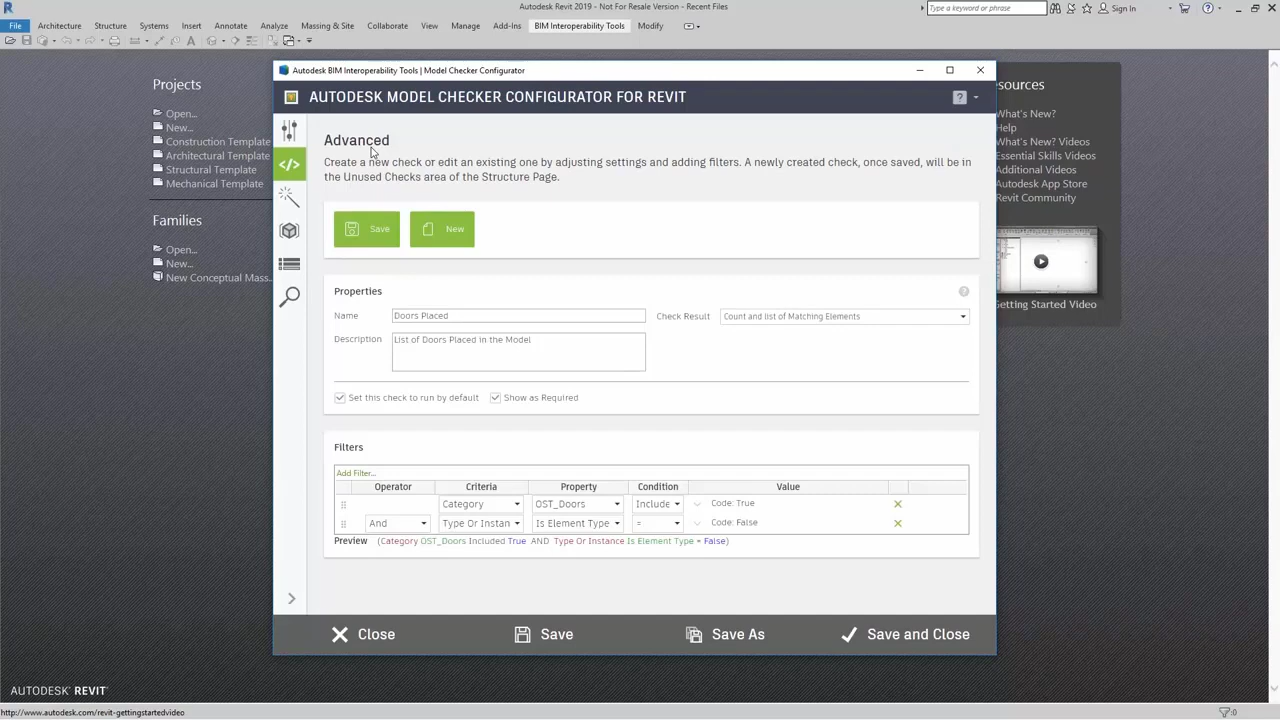 Autodesk Revit 2019 - Not For Resale Version - Recent Files
Type a keyword or phrase
Sign In
File Architecture Structure Systems Insert Annotate Analyze Massing & Site Collaborate View Manage Add-Ins BIM Interoperability Tools Modify
Projects
Open...
New...
Construction Template
Architectural Template
Structural Template
Mechanical Template
Families
Open...
New...
New Conceptual Mass...
Autodesk BIM Interoperability Tools | Model Checker Configurator
AUTODESK MODEL CHECKER CONFIGURATOR FOR REVIT
Advanced
Create a new check or edit an existing one by adjusting settings and adding filters. A newly created check, once saved, will be in
the Unused Checks area of the Structure Page.
Save
New
Properties
Name Doors Placed Check Result Count and list of Matching Elements
Description List of Doors Placed in the Model
Set this check to run by default Show as Required
Filters
Add Filter...
Operator Criteria Property Condition Value
Category OST_Doors Include Code: True
And Type Or Instan Is Element Type = Code: False
Preview (Category OST_Doors Included True AND Type Or Instance Is Element Type = False)
Close Save Save As Save and Close
esources
What's New?
Help
What's New? Videos
Essential Skills Videos
Additional Videos
Autodesk App Store
Revit Community
Getting Started Video
AUTODESK® REVIT®
http://www.autodesk.com/revit-gettingstartedvideo
:0